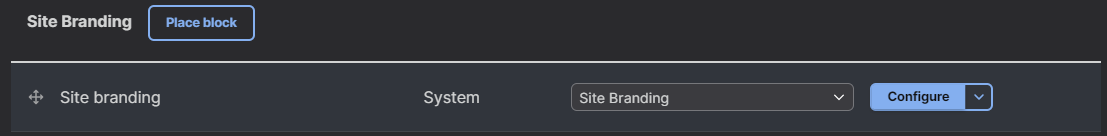 Site Branding Place block
Site branding System Site Branding Configure